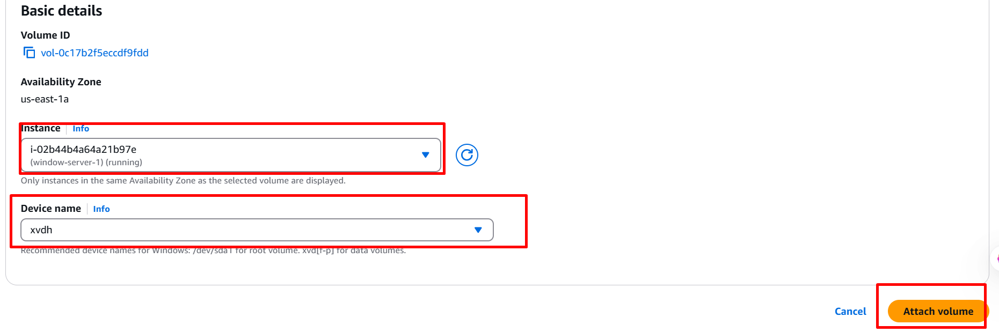 Basic details
Volume ID
vol-0c17b2f5eccdf9fdd
Availability Zone
us-east-1a
Instance Info
i-02b44b4a64a21b97e
(window-server-1) (running)
Only instances in the same Availability Zone as the selected volume are displayed.
Device name Info
xvdh
Recommended device names for Windows: /dev/sda1 for root volume. xvd[f-p] for data volumes.
Cancel Attach volume